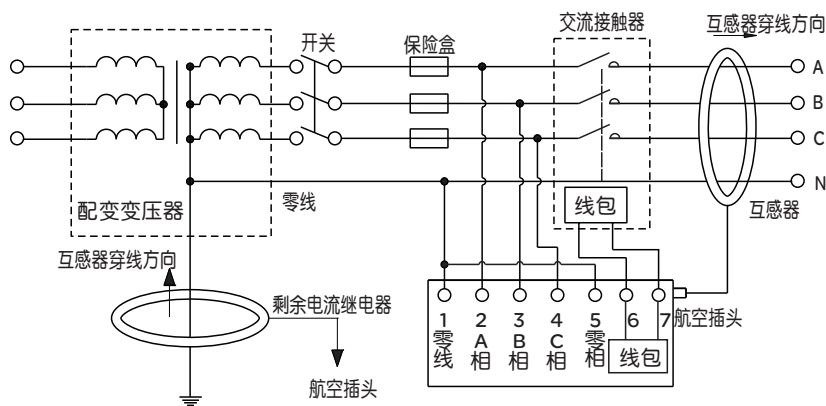 交流接触器
互感器穿线方向
开关
保险盒
A
B
C
N
配变变压器
零线
线包
互感器
互感器穿线方向
剩余电流继电器
航空插头
1 2 3 4 5 6 7
零线
A相
B相
C相
零相
线包
航空插头